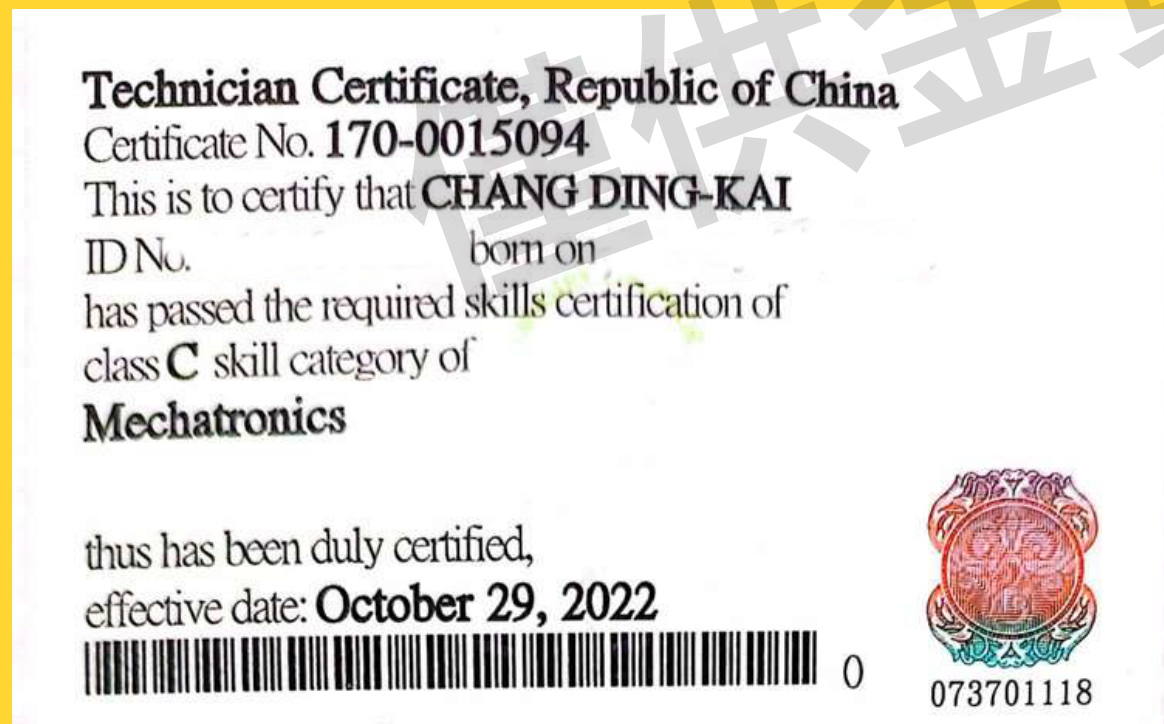 僅供金
Technician Certificate, Republic of China
Certificate No. 170-0015094
This is to certify that CHANG DING-KAI
ID No. born on
has passed the required skills certification of
class C skill category of
Mechatronics
thus has been duly certified,
effective date: October 29, 2022
0
073701118